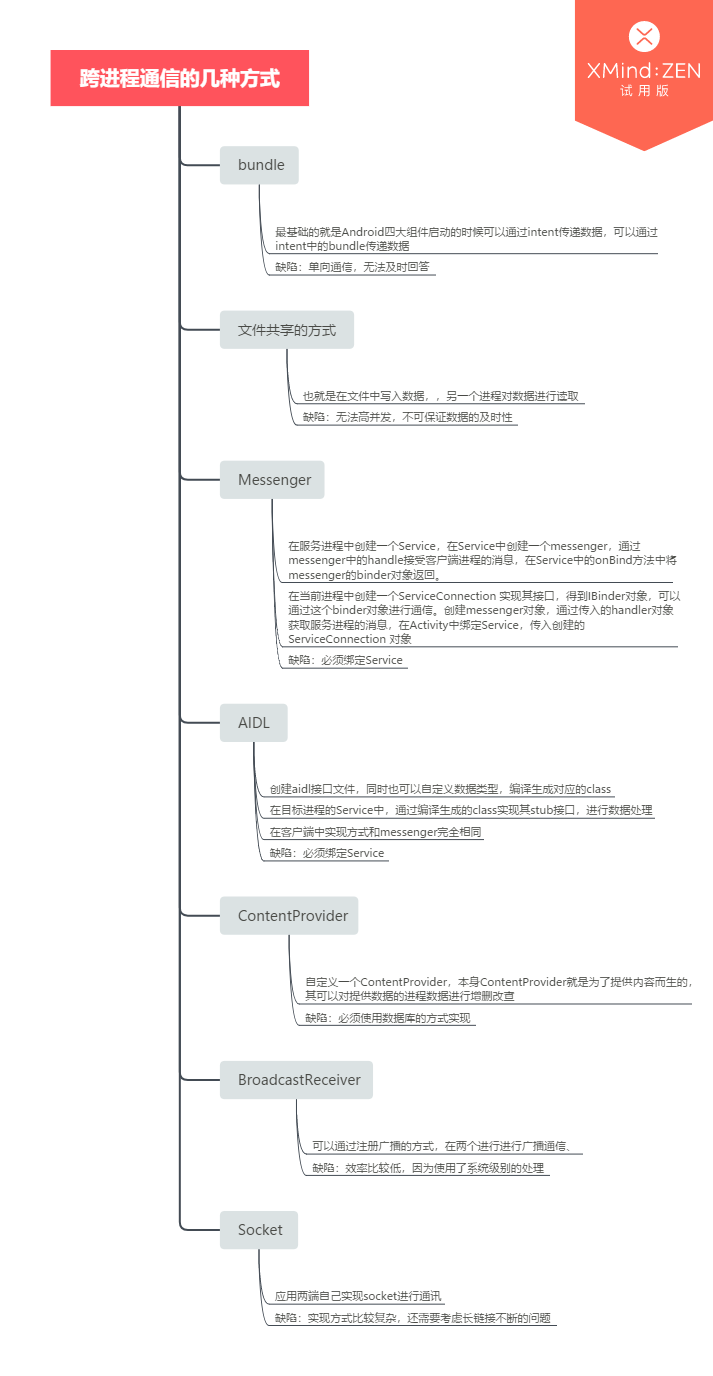 XMind:ZEN
试用版
跨进程通信的几种方式
bundle
最基础的就是Android四大组件启动的时候可以通过intent传递数据，可以通过
intent中的bundle传递数据
缺陷：单向通信，无法及时回答
文件共享的方式
也就是在文件中写入数据，，另一个进程对数据进行读取
缺陷：无法高并发，不可保证数据的及时性
Messenger
在服务进程中创建一个Service，在Service中创建一个messenger，通过
messenger中的handle接受客户端进程的消息，在Service中的onBind方法中将
messenger的binder对象返回。
在当前进程中创建一个ServiceConnection 实现其接口，得到IBinder对象，可以
通过这个binder对象进行通信。创建messenger对象，通过传入的handler对象
获取服务进程的消息，在Activity中绑定Service，传入创建的
ServiceConnection 对象
缺陷：必须绑定Service
AIDL
创建aidl接口文件，同时也可以自定义数据类型，编译生成对应的class
在目标进程的Service中，通过编译生成的class实现其stub接口，进行数据处理
在客户端中实现方式和messenger完全相同
缺陷：必须绑定Service
ContentProvider
自定义一个ContentProvider，本身ContentProvider就是为了提供内容而生的，
其可以对提供数据的进程数据进行增删改查
缺陷：必须使用数据库的方式实现
BroadcastReceiver
可以通过注册广播的方式，在两个进行进行广播通信、
缺陷：效率比较低，因为使用了系统级别的处理
Socket
应用两端自己实现socket进行通讯
缺陷：实现方式比较复杂，还需要考虑长链接不断的问题